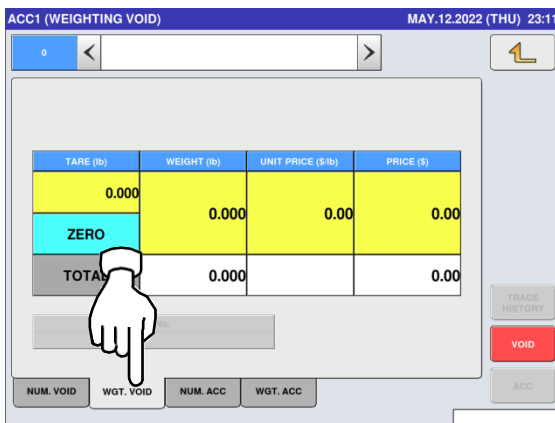 ACC1 (WEIGHTING VOID) MAY.12.2022 (THU) 23:11
0
TARE (lb) WEIGHT (lb) UNIT PRICE ($/lb) PRICE ($)
0.000 0.000 0.00 0.00
ZERO
TOTAL 0.000 0.00
No.
TRACE
HISTORY
VOID
ACC
NUM. VOID WGT. VOID NUM. ACC WGT. ACC